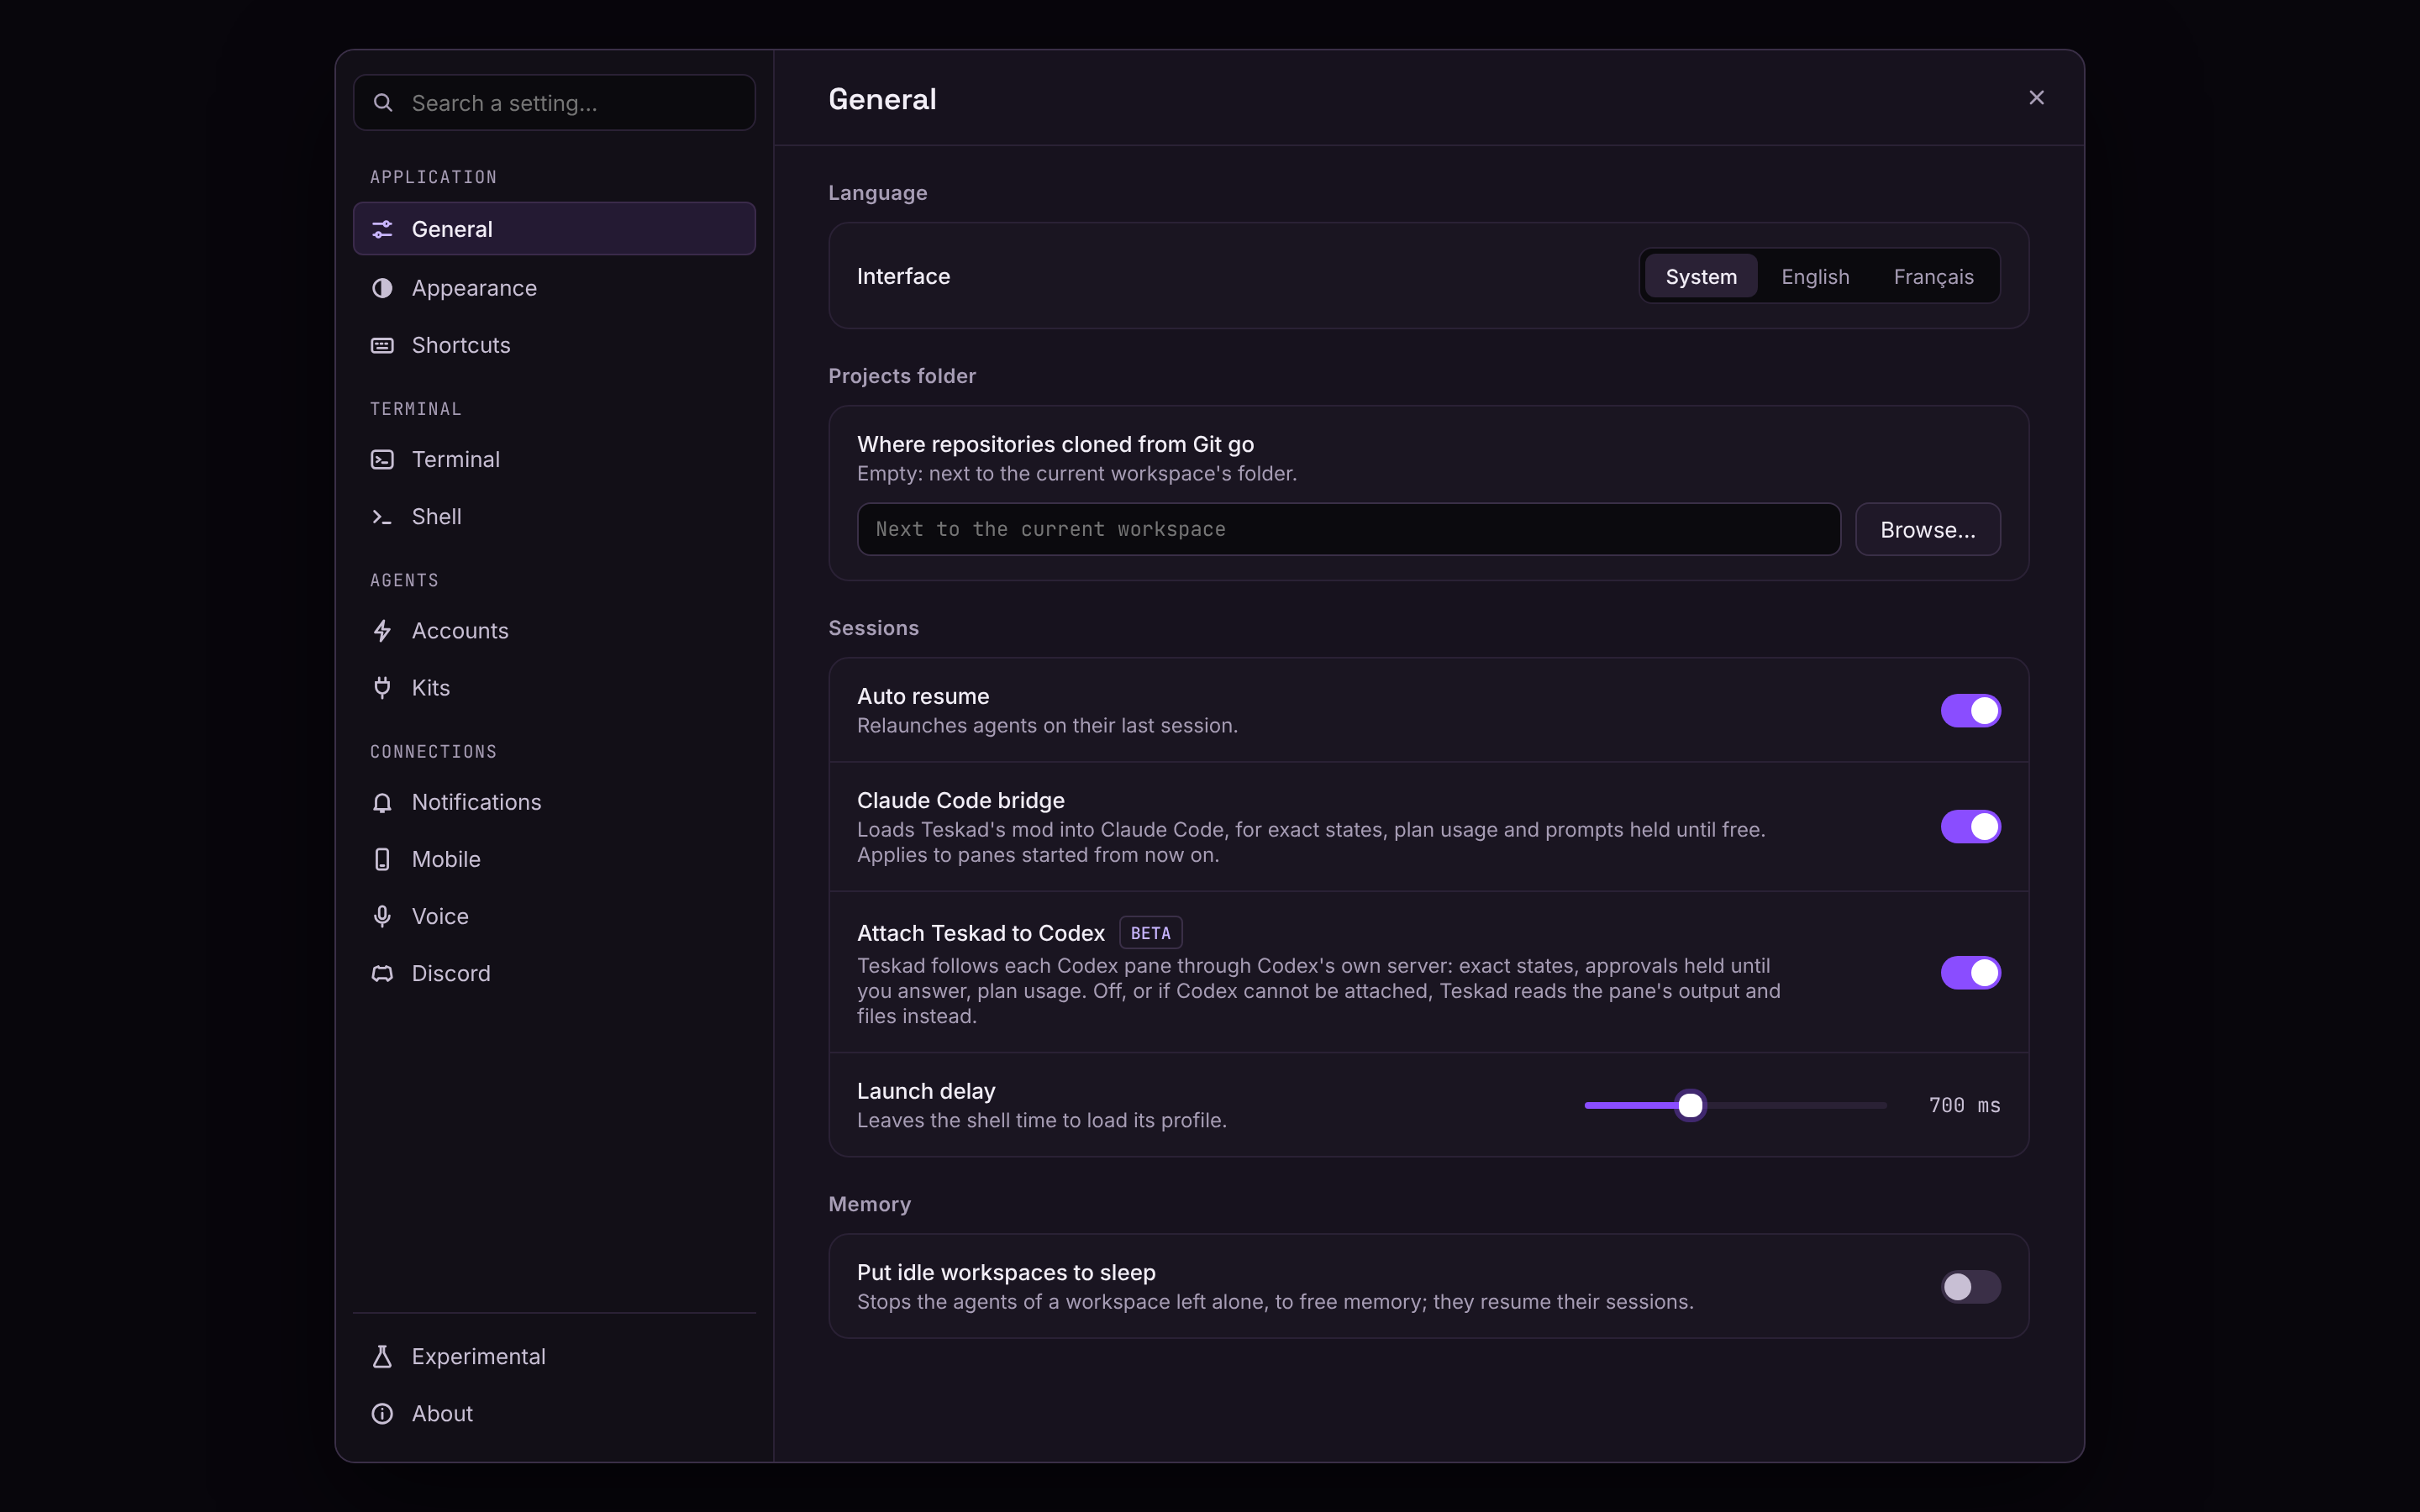 Search a setting...
APPLICATION
General
Appearance
Shortcuts
TERMINAL
Terminal
Shell
AGENTS
Accounts
Kits
CONNECTIONS
Notifications
Mobile
Voice
Discord
Experimental
About
General
Language
Interface
System English Français
Projects folder
Where repositories cloned from Git go
Empty: next to the current workspace's folder.
Next to the current workspace
Browse...
Sessions
Auto resume
Relaunches agents on their last session.
Claude Code bridge
Loads Teskad's mod into Claude Code, for exact states, plan usage and prompts held until free.
Applies to panes started from now on.
Attach Teskad to Codex BETA
Teskad follows each Codex pane through Codex's own server: exact states, approvals held until
you answer, plan usage. Off, or if Codex cannot be attached, Teskad reads the pane's output and
files instead.
Launch delay
Leaves the shell time to load its profile.
700 ms
Memory
Put idle workspaces to sleep
Stops the agents of a workspace left alone, to free memory; they resume their sessions.